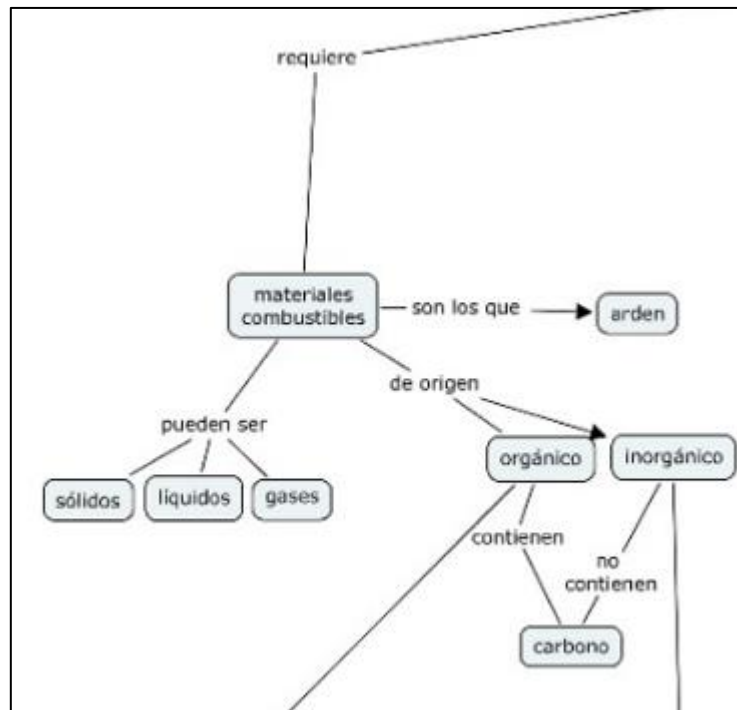 requiere
materiales
combustibles
son los que
arden
de origen
pueden ser
orgánico
inorgánico
sólidos
líquidos
gases
contienen
no
contienen
carbono